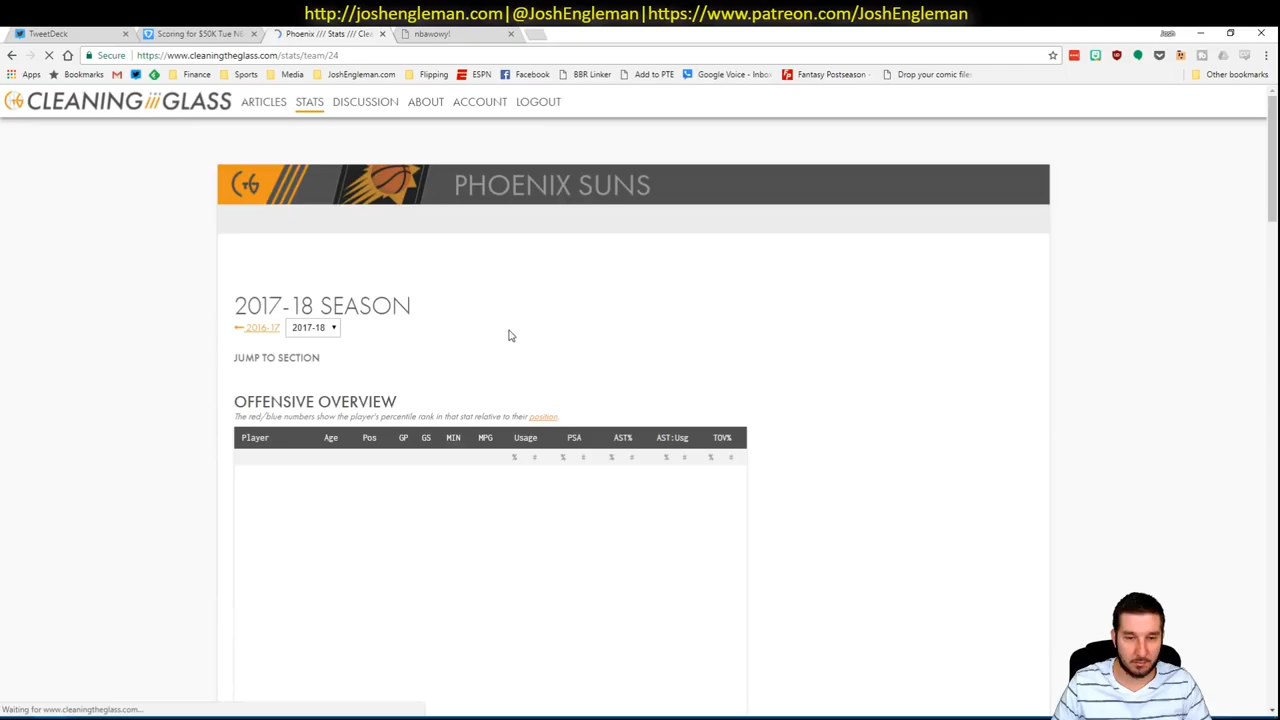 http://joshengleman.com|@JoshEngleman|https://www.patreon.com/JoshEngleman
TweetDeck
Scoring for $50K Tue NB
Phoenix /// Stats /// Cle
nbawowy!
Josh
Secure
https://www.cleaningtheglass.com/stats/team/24
Apps
Bookmarks
Finance
Sports
Media
JoshEngleman.com
Flipping
ESPN
Facebook
BBR Linker
Add to PTE
Google Voice - Inbo
Fantasy Postseason -
Drop your comic files
Other bookmarks
CLEANING THE GLASS
ARTICLES
STATS
DISCUSSION
ABOUT
ACCOUNT
LOGOUT
CTG
PHOENIX SUNS
2017-18 SEASON
2016-17
2017-18
JUMP TO SECTION
OFFENSIVE OVERVIEW
The red/blue numbers show the player's percentile rank in that stat relative to their position.
Player Age Pos GP GS MIN MPG Usage PSA AST% AST:Usg TOV%
% # % # % # % # % #
Waiting for www.cleaningtheglass.com...